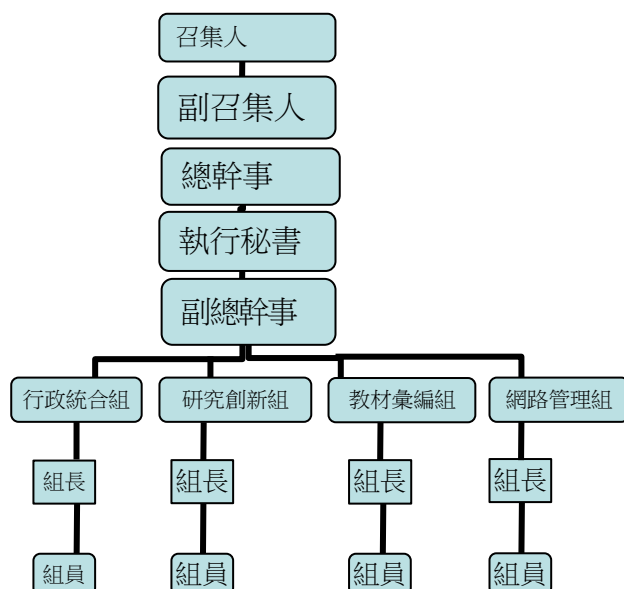 召集人
副召集人
總幹事
執行秘書
副總幹事
行政統合組
研究創新組
教材彙編組
網路管理組
組長
組長
組長
組長
組員
組員
組員
組員